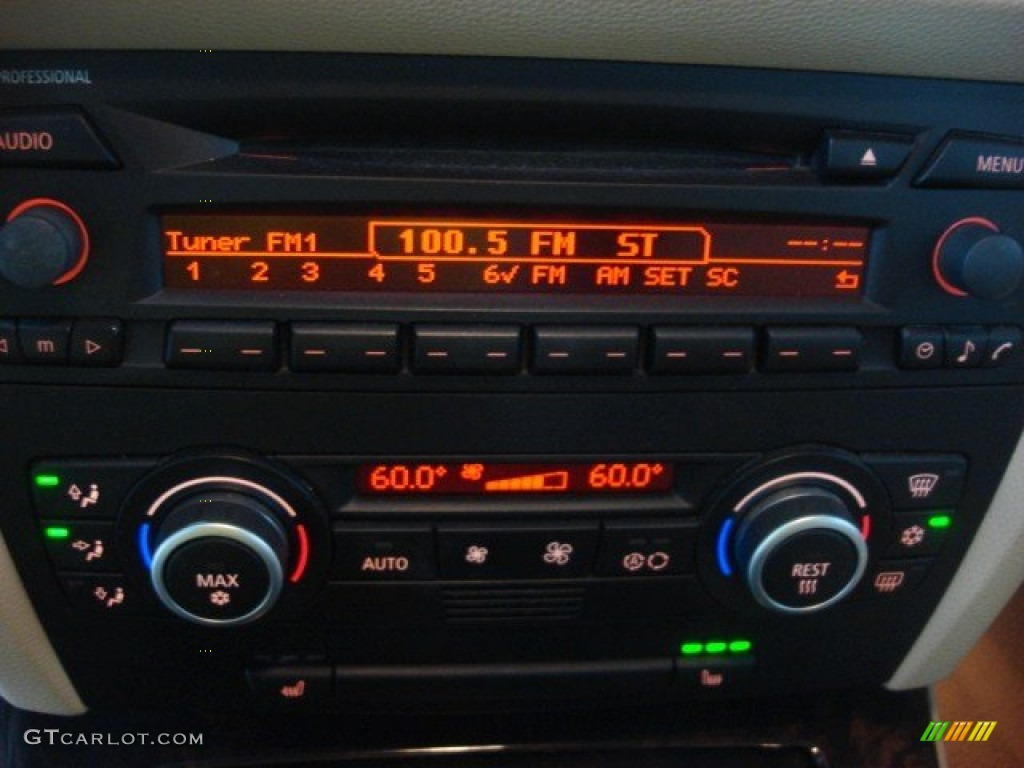 PROFESSIONAL
AUDIO
MENU
Tuner FM1 100.5 FM ST --:--
1 2 3 4 5 6✓ FM AM SET SC
m
60.0° 60.0°
MAX
AUTO
REST
GTCARLOT.COM